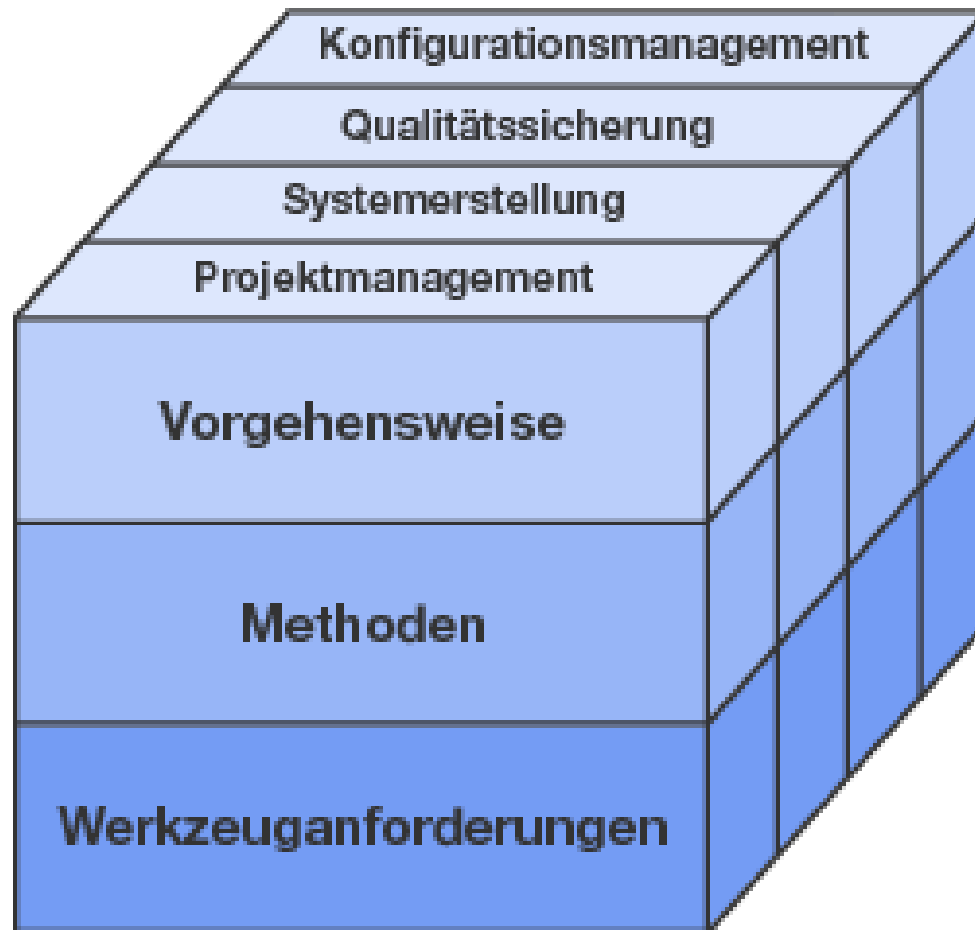 Konfigurationsmanagement
Qualitätssicherung
Systemerstellung
Projektmanagement
Vorgehensweise
Methoden
Werkzeuganforderungen